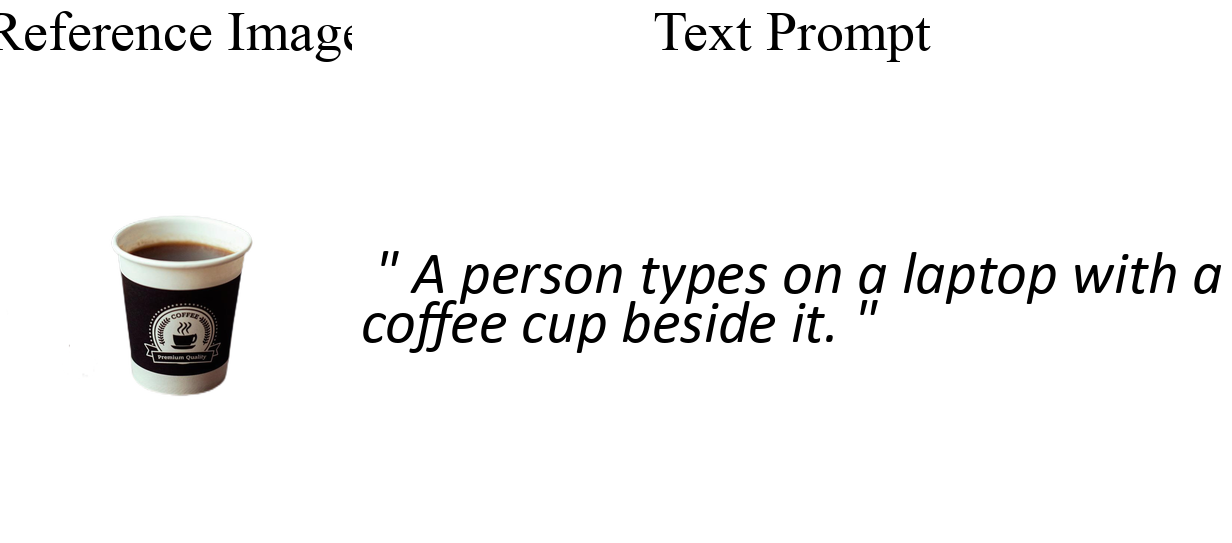 Reference Image
Text Prompt
" A person types on a laptop with a
coffee cup beside it. "
COFFEE
Premium Quality